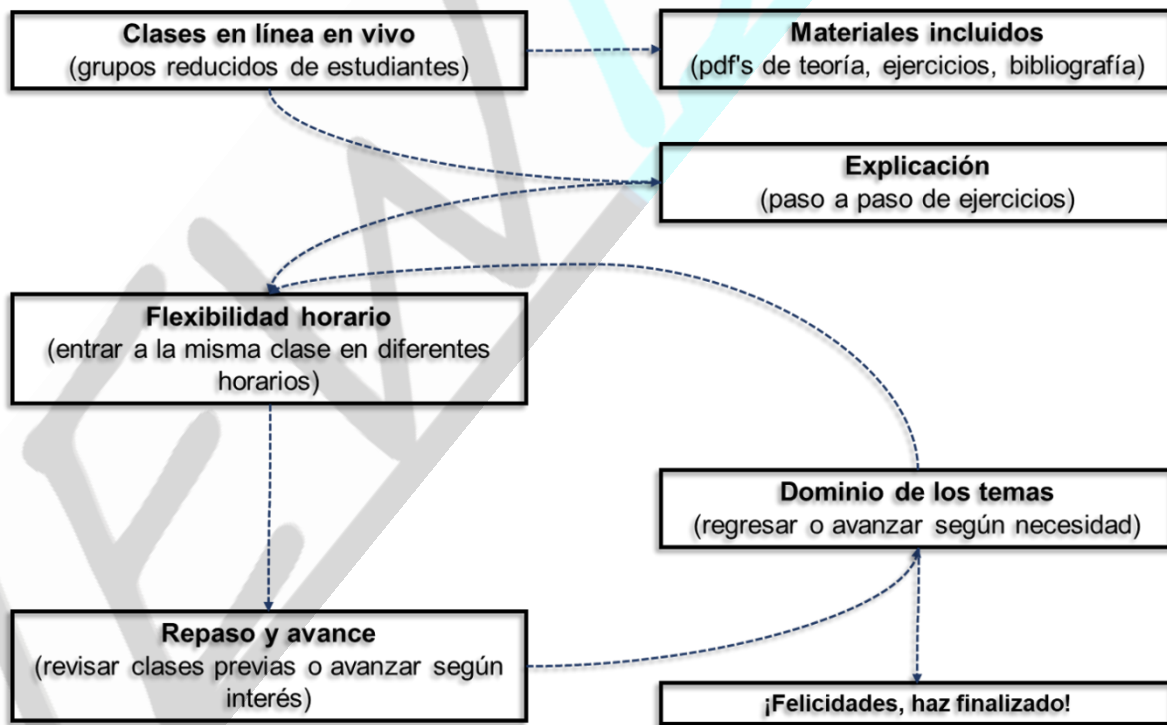 Clases en línea en vivo
(grupos reducidos de estudiantes)
Materiales incluidos
(pdf's de teoría, ejercicios, bibliografía)
Explicación
(paso a paso de ejercicios)
Flexibilidad horario
(entrar a la misma clase en diferentes
horarios)
Dominio de los temas
(regresar o avanzar según necesidad)
Repaso y avance
(revisar clases previas o avanzar según
interés)
¡Felicidades, haz finalizado!